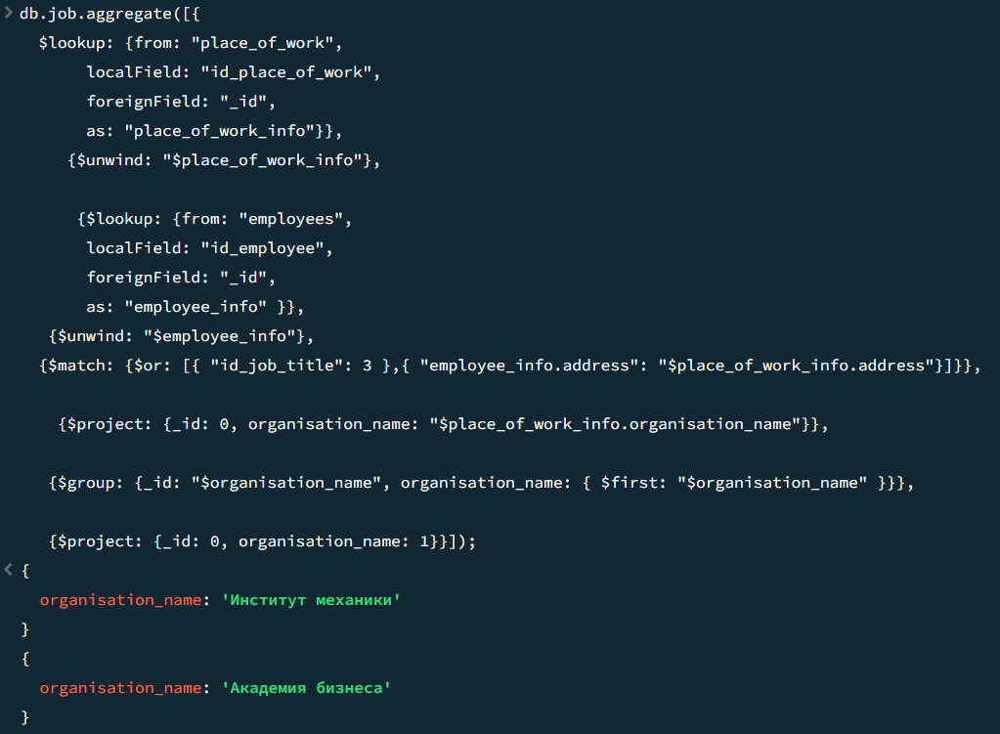 db.job.aggregate([{
$lookup: {from: "place_of_work",
localField: "id_place_of_work",
foreignField: "_id",
as: "place_of_work_info"}},
{$unwind: "$place_of_work_info"},
{$lookup: {from: "employees",
localField: "id_employee",
foreignField: "_id",
as: "employee_info" }},
{$unwind: "$employee_info"},
{$match: {$or: [{ "id_job_title": 3 },{ "employee_info.address": "$place_of_work_info.address"}]}},
{$project: {_id: 0, organisation_name: "$place_of_work_info.organisation_name"}},
{$group: {_id: "$organisation_name", organisation_name: { $first: "$organisation_name" }}},
{$project: {_id: 0, organisation_name: 1}}]);
{
organisation_name: 'Институт механики'
}
{
organisation_name: 'Академия бизнеса'
}